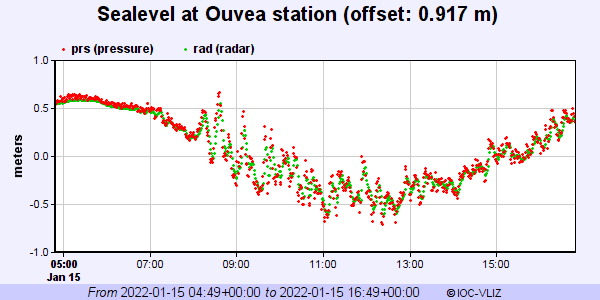 Sealevel at Ouvea station (offset: 0.917 m)
prs (pressure) rad (radar)
1.0
0.5
0.0
-0.5
-1.0
meters
05:00 07:00 09:00 11:00 13:00 15:00
Jan 15
From 2022-01-15 04:49+00:00 to 2022-01-15 16:49+00:00 © IOC-VLIZ